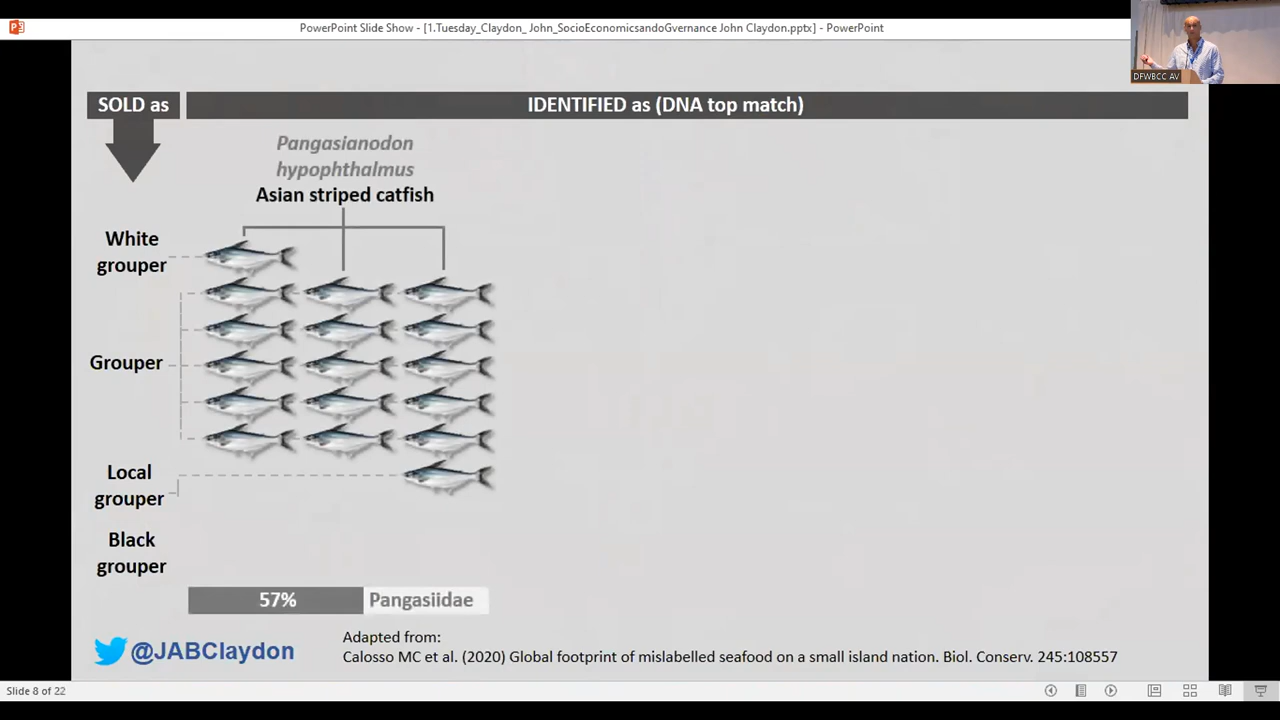 PowerPoint Slide Show - [1.Tuesday_Claydon_ John_SocioEconomicsandoGvernance John Claydon.pptx] - PowerPoint
DFWBCC AV
SOLD as
IDENTIFIED as (DNA top match)
Pangasianodon
hypophthalmus
Asian striped catfish
White
grouper
Grouper
Local
grouper
Black
grouper
57%
Pangasiidae
@JABClaydon
Adapted from:
Calosso MC et al. (2020) Global footprint of mislabelled seafood on a small island nation. Biol. Conserv. 245:108557
Slide 8 of 22